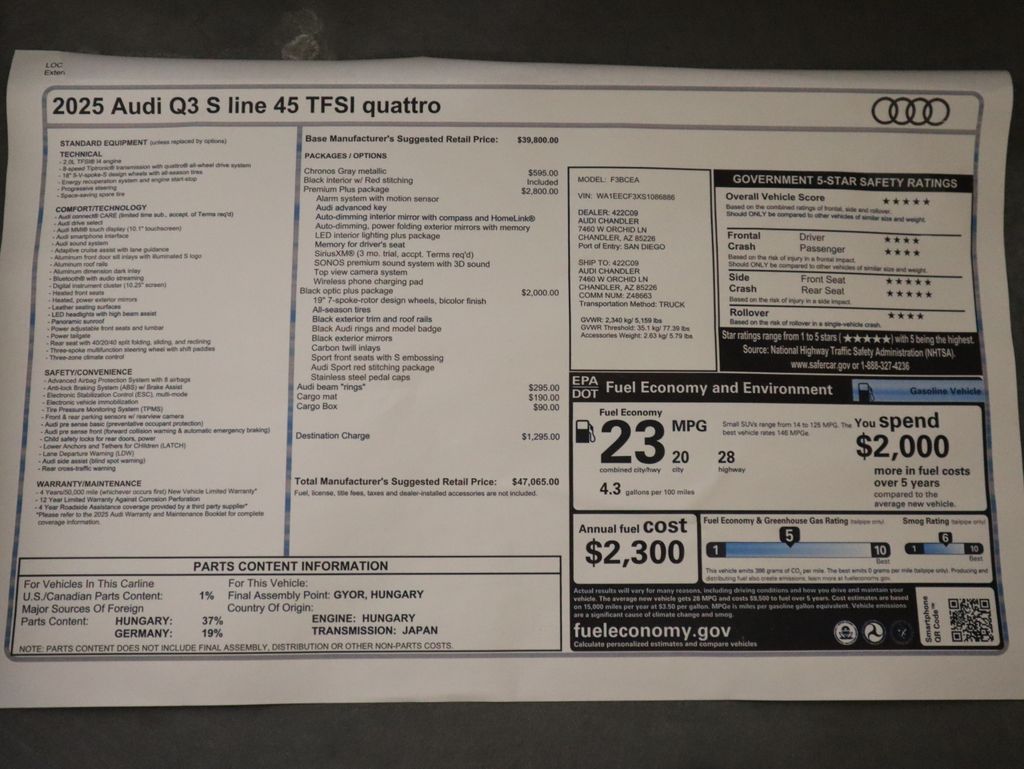 LOC
Exteri
2025 Audi Q3 S line 45 TFSI quattro
STANDARD EQUIPMENT (unless replaced by options)
TECHNICAL
- 2.0L TFSI® I4 engine
- 8-speed Tiptronic® transmission with quattro® all-wheel drive system
- 18" 5-V-spoke-S design wheels with all-season tires
- Energy recuperation system and engine start-stop
- Progressive steering
- Space-saving spare tire
COMFORT/TECHNOLOGY
- Audi connect® CARE (limited time sub., accept. of Terms req'd)
- Audi drive select
- Audi MMI® touch display (10.1" touchscreen)
- Audi smartphone interface
- Audi sound system
- Adaptive cruise assist with lane guidance
- Aluminum front door sill inlays with illuminated S logo
- Aluminum roof rails
- Aluminum dimension dark inlay
- Bluetooth® with audio streaming
- Digital instrument cluster (10.25" screen)
- Heated front seats
- Heated, power exterior mirrors
- Leather seating surfaces
- LED headlights with high beam assist
- Panoramic sunroof
- Power adjustable front seats and lumbar
- Power tailgate
- Rear seat with 40/20/40 split folding, sliding, and reclining
- Three-spoke multifunction steering wheel with shift paddles
- Three-zone climate control
SAFETY/CONVENIENCE
- Advanced Airbag Protection System with 8 airbags
- Anti-lock Braking System (ABS) w/ Brake Assist
- Electronic Stabilization Control (ESC), multi-mode
- Electronic vehicle immobilization
- Tire Pressure Monitoring System (TPMS)
- Front & rear parking sensors w/ rearview camera
- Audi pre sense basic (preventative occupant protection)
- Audi pre sense front (forward collision warning & automatic emergency braking)
- Child safety locks for rear doors, power
- Lower Anchors and Tethers for Children (LATCH)
- Lane Departure Warning (LDW)
- Audi side assist (blind spot warning)
- Rear cross-traffic warning
WARRANTY/MAINTENANCE
- 4 Years/50,000 mile (whichever occurs first) New Vehicle Limited Warranty*
- 12 Year Limited Warranty Against Corrosion Perforation
- 4 Year Roadside Assistance coverage provided by a third party supplier*
*Please refer to the 2025 Audi Warranty and Maintenance Booklet for complete
coverage information.
Base Manufacturer's Suggested Retail Price: $39,800.00
PACKAGES / OPTIONS
Chronos Gray metallic $595.00
Black interior w/ Red stitching Included
Premium Plus package $2,800.00
Alarm system with motion sensor
Audi advanced key
Auto-dimming interior mirror with compass and HomeLink®
Auto-dimming, power folding exterior mirrors with memory
LED interior lighting plus package
Memory for driver's seat
SiriusXM® (3 mo. trial, accpt. Terms req'd)
SONOS premium sound system with 3D sound
Top view camera system
Wireless phone charging pad
Black optic plus package $2,000.00
19" 7-spoke-rotor design wheels, bicolor finish
All-season tires
Black exterior trim and roof rails
Black Audi rings and model badge
Black exterior mirrors
Carbon twill inlays
Sport front seats with S embossing
Audi Sport red stitching package
Stainless steel pedal caps
Audi beam "rings" $295.00
Cargo mat $190.00
Cargo Box $90.00
Destination Charge $1,295.00
Total Manufacturer's Suggested Retail Price: $47,065.00
Fuel, license, title fees, taxes and dealer-installed accessories are not included.
MODEL: F3BCEA
VIN: WA1EECF3XS1086886
DEALER: 422C09
AUDI CHANDLER
7460 W ORCHID LN
CHANDLER, AZ 85226
Port of Entry: SAN DIEGO
SHIP TO: 422C09
AUDI CHANDLER
7460 W ORCHID LN
CHANDLER, AZ 85226
COMM NUM: Z48663
Transportation Method: TRUCK
GVWR: 2,340 kg/ 5,159 lbs
GVWR Threshold: 35.1 kg/ 77.39 lbs
Accessories Weight: 2.63 kg/ 5.79 lbs
GOVERNMENT 5-STAR SAFETY RATINGS
Overall Vehicle Score ★★★★★
Based on the combined ratings of frontal, side and rollover.
Should ONLY be compared to other vehicles of similar size and weight.
Frontal Driver ★★★★
Crash Passenger ★★★★
Based on the risk of injury in a frontal impact.
Should ONLY be compared to other vehicles of similar size and weight.
Side Front Seat ★★★★★
Crash Rear Seat ★★★★★
Based on the risk of injury in a side impact.
Rollover ★★★★
Based on the risk of rollover in a single-vehicle crash.
Star ratings range from 1 to 5 stars (★★★★★) with 5 being the highest.
Source: National Highway Traffic Safety Administration (NHTSA).
www.safercar.gov or 1-888-327-4236
EPA
DOT Fuel Economy and Environment
Gasoline Vehicle
Fuel Economy
23 MPG
20 28
combined city/hwy city highway
4.3 gallons per 100 miles
Small SUVs range from 14 to 125 MPG. The
best vehicle rates 146 MPGe.
You spend
$2,000
more in fuel costs
over 5 years
compared to the
average new vehicle.
Annual fuel cost
$2,300
Fuel Economy & Greenhouse Gas Rating (tailpipe only)
1 5 10
Best
Smog Rating (tailpipe only)
1 6 10
Best
This vehicle emits 386 grams of CO2 per mile. The best emits 0 grams per mile (tailpipe only). Producing and
distributing fuel also create emissions; learn more at fueleconomy.gov.
Actual results will vary for many reasons, including driving conditions and how you drive and maintain your
vehicle. The average new vehicle gets 28 MPG and costs $9,500 to fuel over 5 years. Cost estimates are based
on 15,000 miles per year at $3.50 per gallon. MPGe is miles per gasoline gallon equivalent. Vehicle emissions
are a significant cause of climate change and smog.
fueleconomy.gov
Calculate personalized estimates and compare vehicles
Smartphone
QR Code™
PARTS CONTENT INFORMATION
For Vehicles In This Carline
U.S./Canadian Parts Content: 1%
Major Sources Of Foreign
Parts Content: HUNGARY: 37%
GERMANY: 19%
For This Vehicle:
Final Assembly Point: GYOR, HUNGARY
Country Of Origin:
ENGINE: HUNGARY
TRANSMISSION: JAPAN
NOTE: PARTS CONTENT DOES NOT INCLUDE FINAL ASSEMBLY, DISTRIBUTION OR OTHER NON-PARTS COSTS.